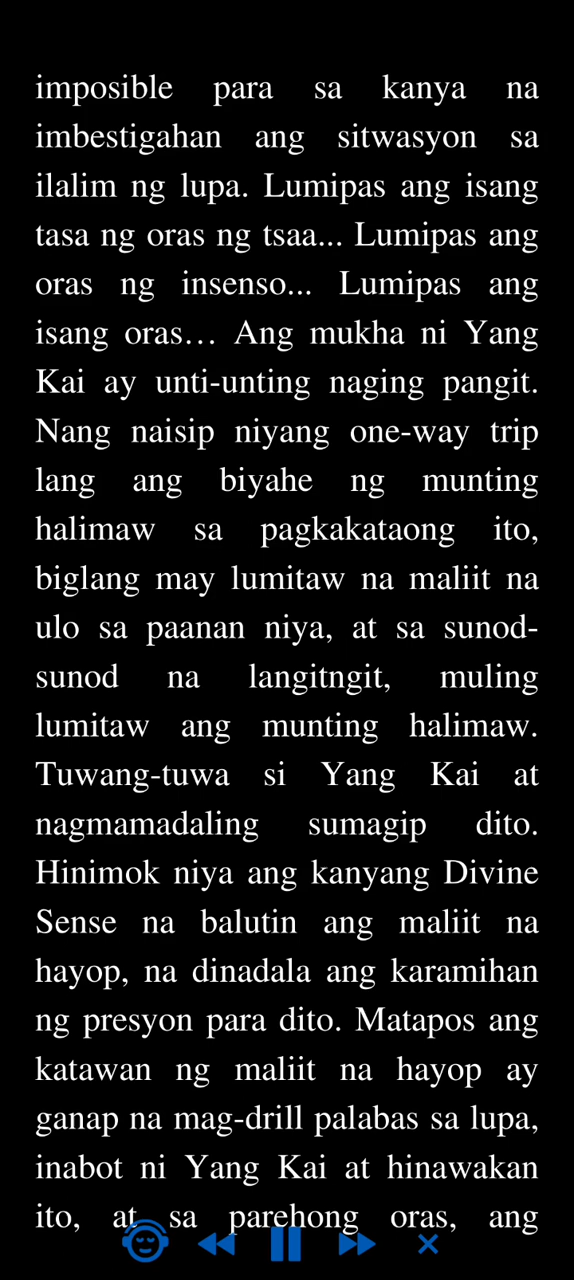 imposible para sa kanya na
imbestigahan ang sitwasyon sa
ilalim ng lupa. Lumipas ang isang
tasa ng oras ng tsaa... Lumipas ang
oras ng insenso... Lumipas ang
isang oras… Ang mukha ni Yang
Kai ay unti-unting naging pangit.
Nang naisip niyang one-way trip
lang ang biyahe ng munting
halimaw sa pagkakataong ito,
biglang may lumitaw na maliit na
ulo sa paanan niya, at sa sunod-
sunod na langitngit, muling
lumitaw ang munting halimaw.
Tuwang-tuwa si Yang Kai at
nagmamadaling sumagip dito.
Hinimok niya ang kanyang Divine
Sense na balutin ang maliit na
hayop, na dinadala ang karamihan
ng presyon para dito. Matapos ang
katawan ng maliit na hayop ay
ganap na mag-drill palabas sa lupa,
inabot ni Yang Kai at hinawakan
ito, at sa parehong oras, ang